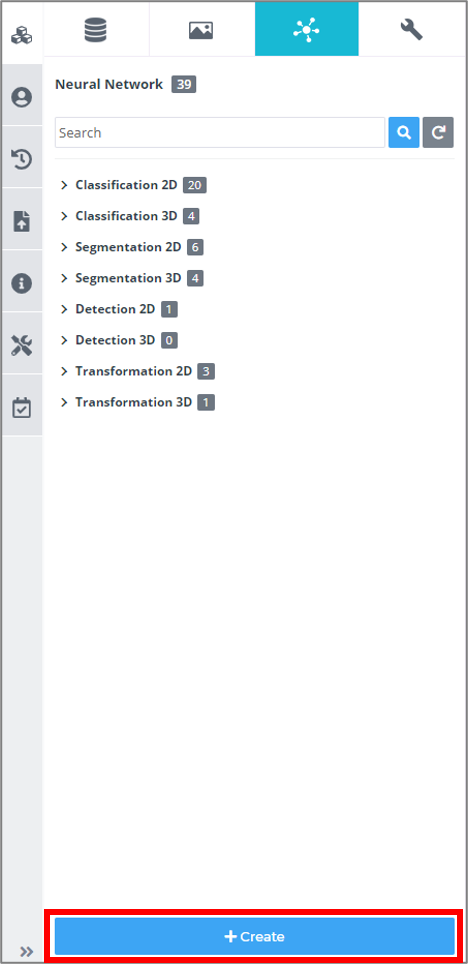 Neural Network 39
Search
Classification 2D 20
Classification 3D 4
Segmentation 2D 6
Segmentation 3D 4
Detection 2D 1
Detection 3D 0
Transformation 2D 3
Transformation 3D 1
+ Create